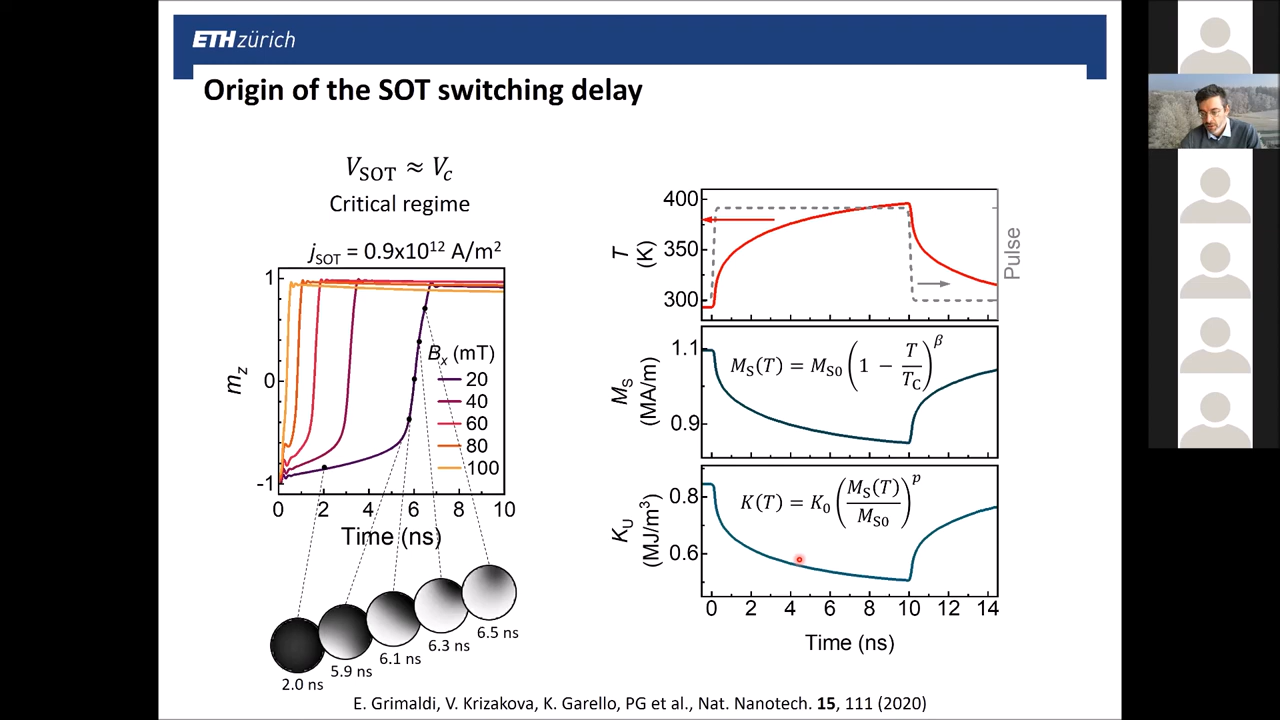 ETH zürich
Origin of the SOT switching delay
V_SOT ≈ V_c
Critical regime
j_SOT = 0.9x10^12 A/m^2
1
0
-1
m_z
B_x (mT)
20
40
60
80
100
0 2 4 6 8 10
Time (ns)
2.0 ns
5.9 ns
6.1 ns
6.3 ns
6.5 ns
400
350
300
T
(K)
Pulse
1.1
0.9
M_S
(MA/m)
M_S(T) = M_S0 (1 − T/T_C)^β
0.8
0.6
K_U
(MJ/m^3)
K(T) = K_0 (M_S(T)/M_S0)^p
0 2 4 6 8 10 12 14
Time (ns)
E. Grimaldi, V. Krizakova, K. Garello, PG et al., Nat. Nanotech. 15, 111 (2020)